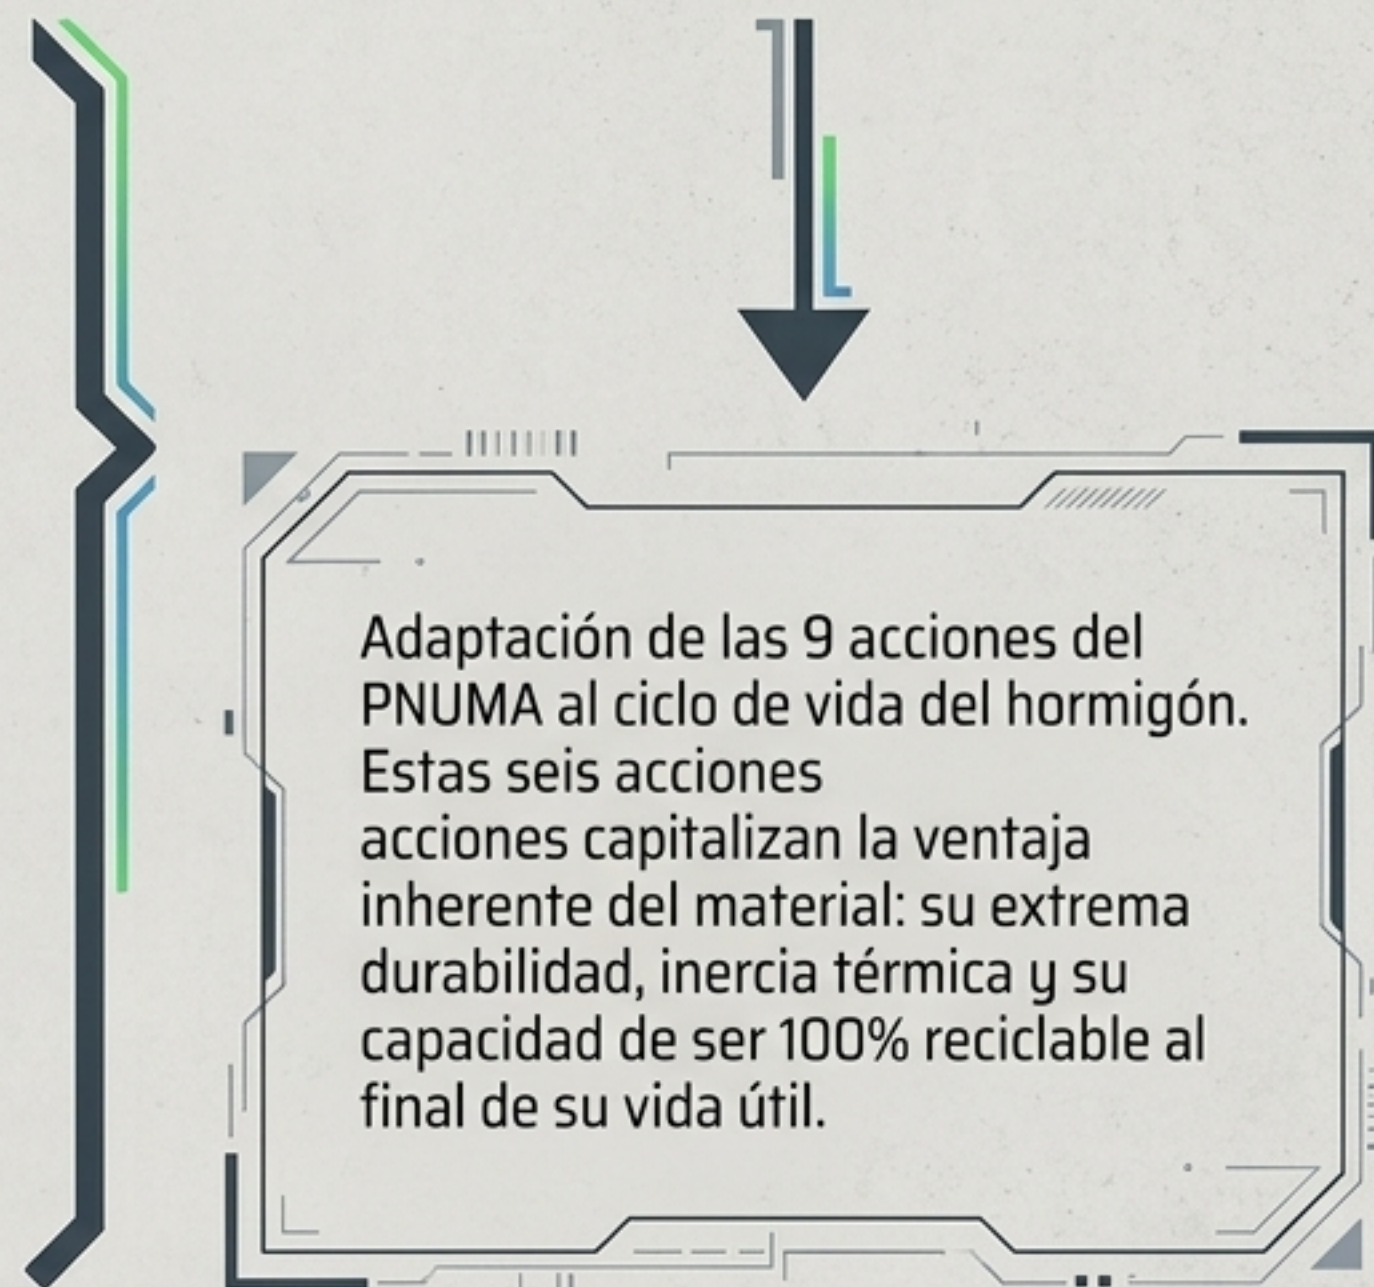 Adaptación de las 9 acciones del
PNUMA al ciclo de vida del hormigón.
Estas seis acciones
acciones capitalizan la ventaja
inherente del material: su extrema
durabilidad, inercia térmica y su
capacidad de ser 100% reciclable al
final de su vida útil.